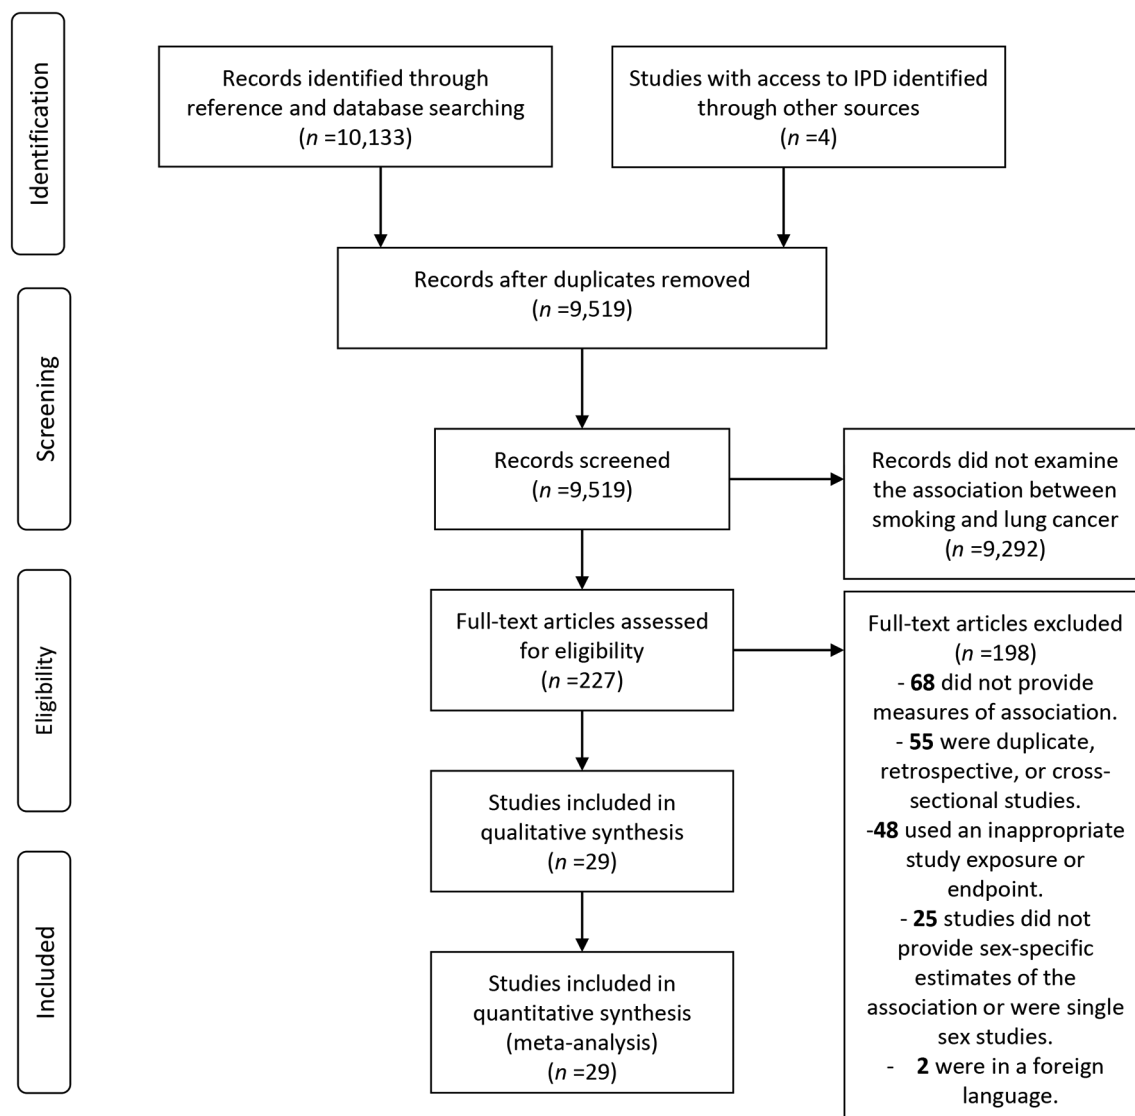 Identification
Records identified through
reference and database searching
(n =10,133)
Studies with access to IPD identified
through other sources
(n =4)
Records after duplicates removed
(n =9,519)
Screening
Records screened
(n =9,519)
Records did not examine
the association between
smoking and lung cancer
(n =9,292)
Eligibility
Full-text articles assessed
for eligibility
(n =227)
Full-text articles excluded
(n =198)
- 68 did not provide
measures of association.
- 55 were duplicate,
retrospective, or cross-
sectional studies.
-48 used an inappropriate
study exposure or
endpoint.
- 25 studies did not
provide sex-specific
estimates of the
association or were single
sex studies.
- 2 were in a foreign
language.
Studies included in
qualitative synthesis
(n =29)
Included
Studies included in
quantitative synthesis
(meta-analysis)
(n =29)